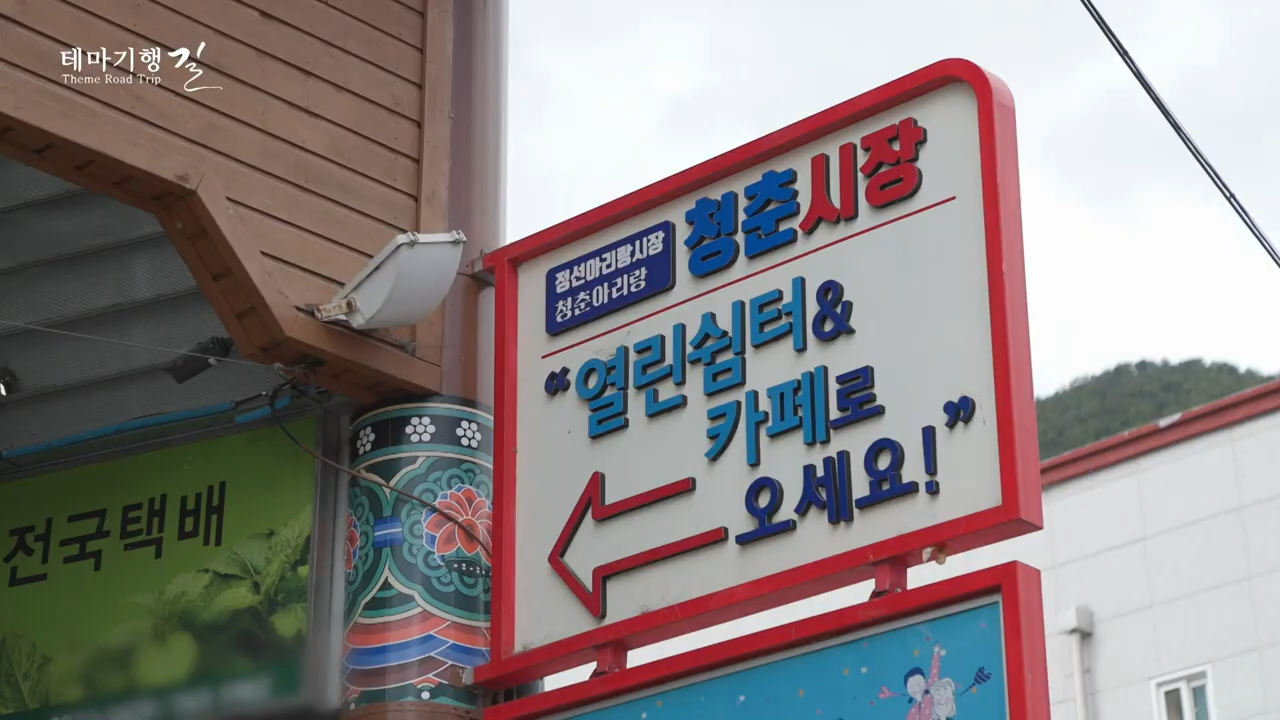 테마기행 길
Theme Road Trip
정선아리랑시장
청춘아리랑
청춘시장
“열린쉼터&
카페로
오세요!”
전국택배